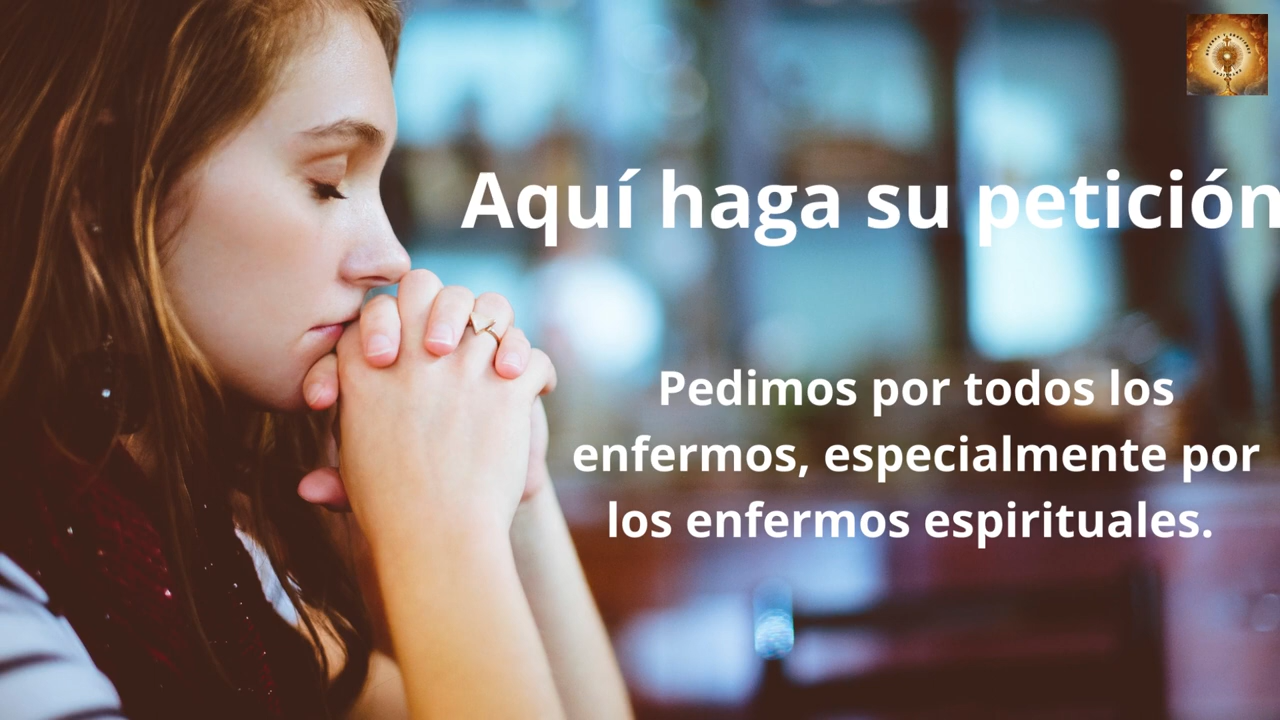 Aquí haga su petición
Pedimos por todos los
enfermos, especialmente por
los enfermos espirituales.